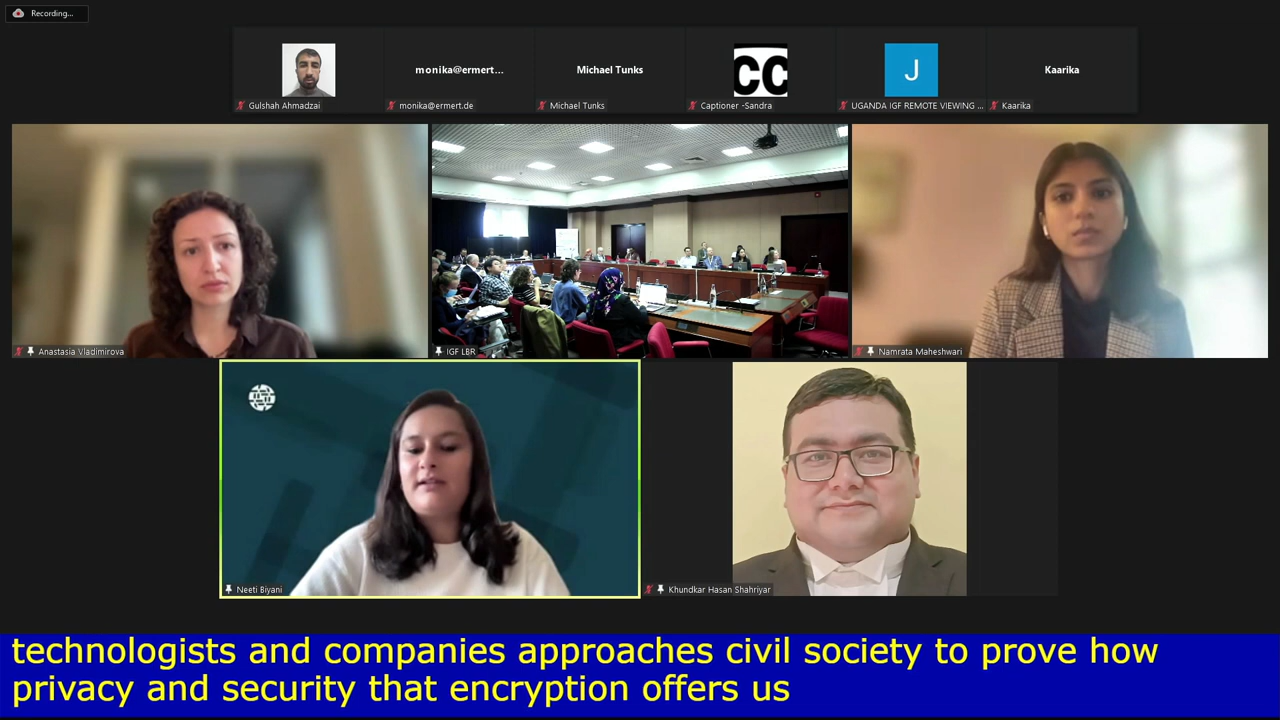 Recording...
monika@ermert...
Michael Tunks
CC
J
Kaarika
Gulshah Ahmadzai
monika@ermert.de
Michael Tunks
Captioner -Sandra
UGANDA IGF REMOTE VIEWING ...
Kaarika
Anastasia Vladimirova
IGF LBR
Namrata Maheshwari
Neeti Biyani
Khundkar Hasan Shahriyar
technologists and companies approaches civil society to prove how
privacy and security that encryption offers us